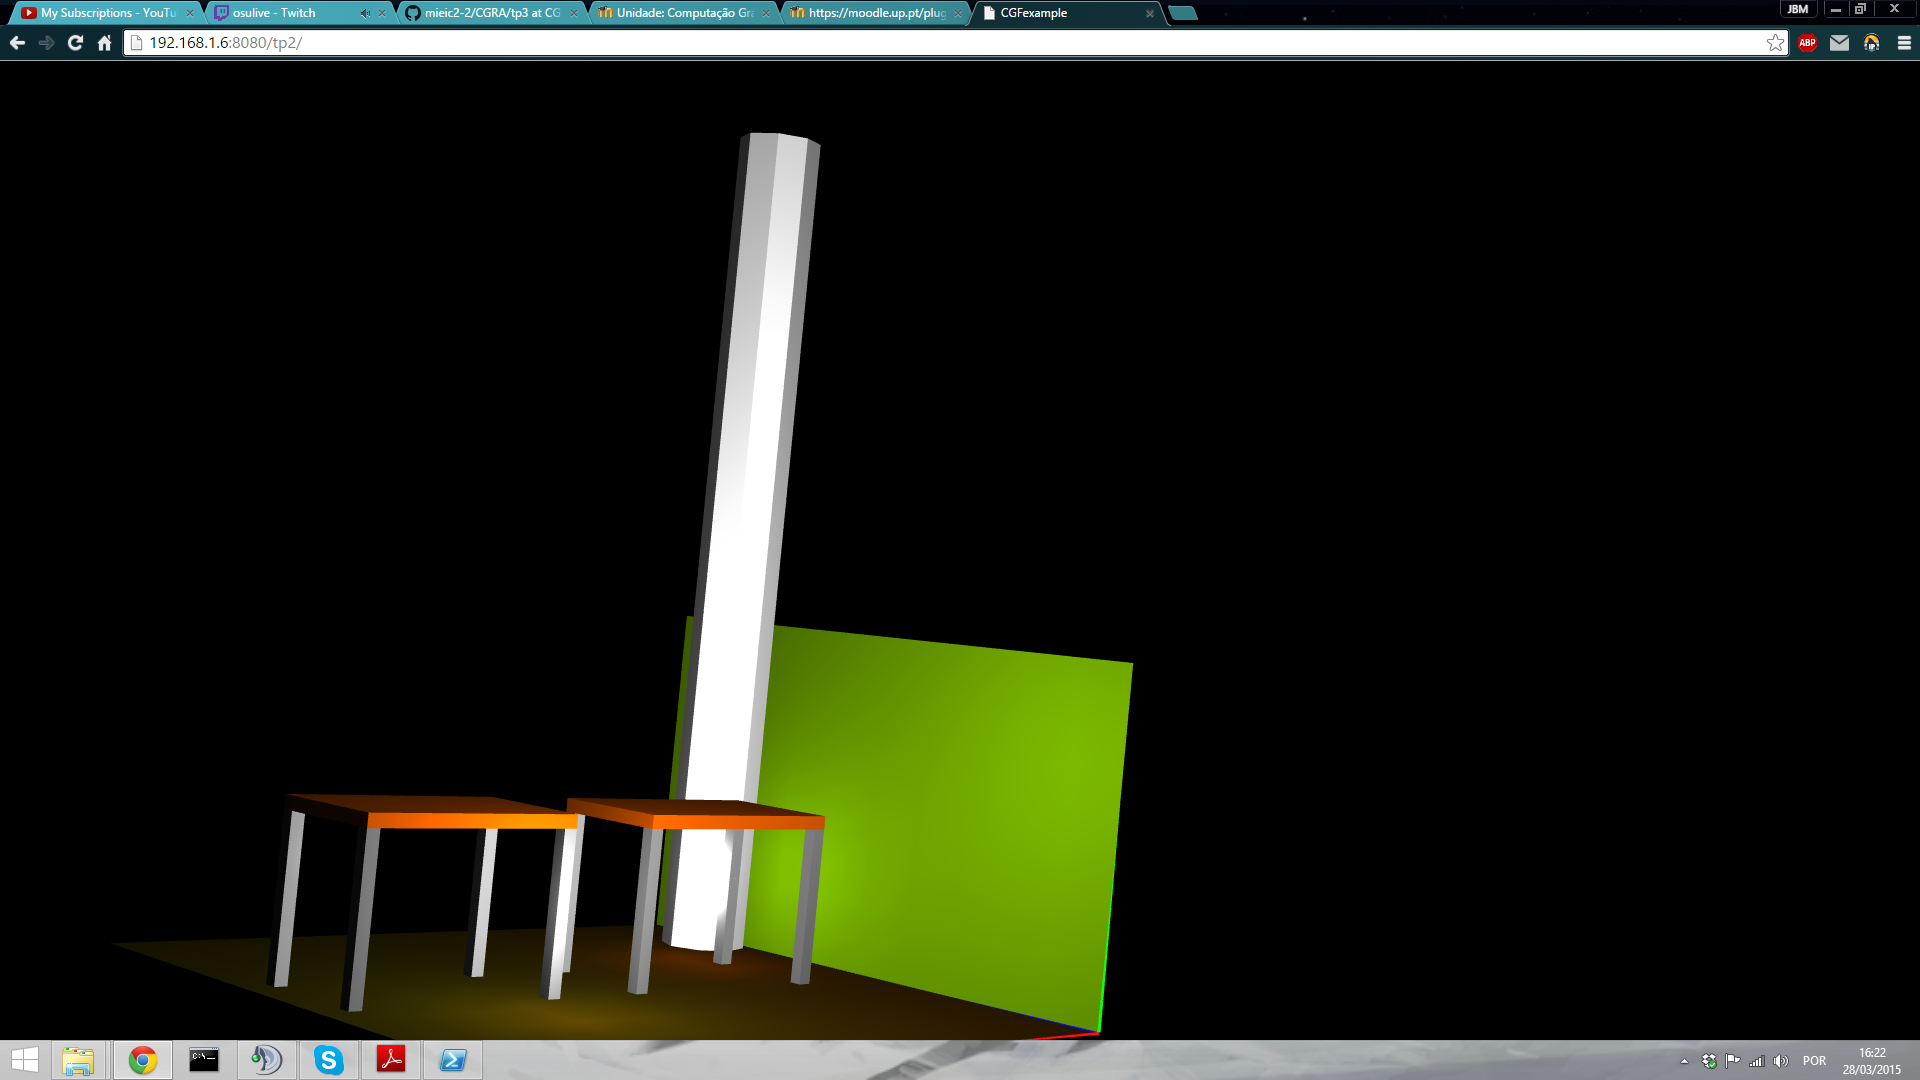 My Subscriptions - YouTu
osulive - Twitch
mieic2-2/CGRA/tp3 at CG
Unidade: Computação Gra
https://moodle.up.pt/plug
CGFexample
JBM
192.168.1.6:8080/tp2/
ABP
C:\_
POR
16:22
28/03/2015